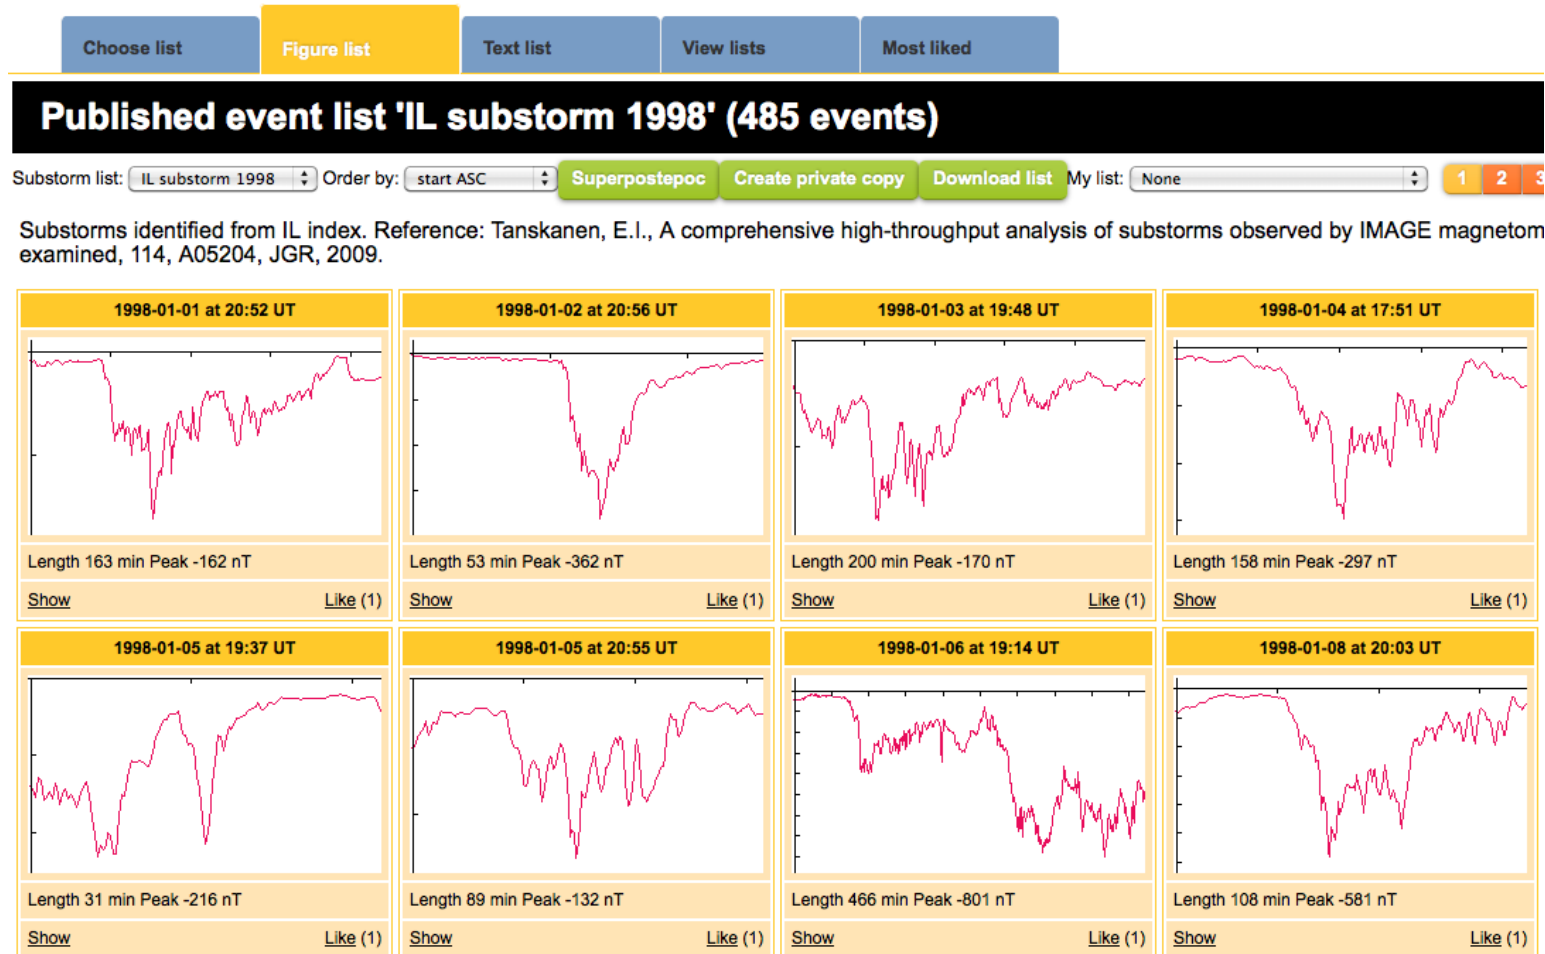 Choose list Figure list Text list View lists Most liked
Published event list 'IL substorm 1998' (485 events)
Substorm list: IL substorm 1998 Order by: start ASC Superpostepoc Create private copy Download list My list: None 1 2 3
Substorms identified from IL index. Reference: Tanskanen, E.I., A comprehensive high-throughput analysis of substorms observed by IMAGE magnetom
examined, 114, A05204, JGR, 2009.
1998-01-01 at 20:52 UT 1998-01-02 at 20:56 UT 1998-01-03 at 19:48 UT 1998-01-04 at 17:51 UT
Length 163 min Peak -162 nT Length 53 min Peak -362 nT Length 200 min Peak -170 nT Length 158 min Peak -297 nT
Show Like (1) Show Like (1) Show Like (1) Show Like (1)
1998-01-05 at 19:37 UT 1998-01-05 at 20:55 UT 1998-01-06 at 19:14 UT 1998-01-08 at 20:03 UT
Length 31 min Peak -216 nT Length 89 min Peak -132 nT Length 466 min Peak -801 nT Length 108 min Peak -581 nT
Show Like (1) Show Like (1) Show Like (1) Show Like (1)